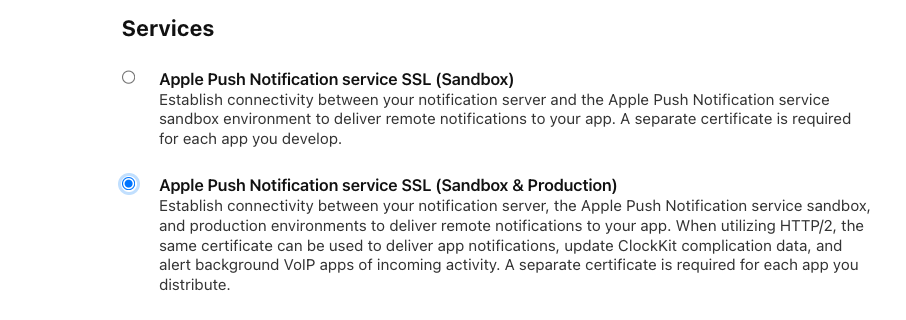 Services
Apple Push Notification service SSL (Sandbox)
Establish connectivity between your notification server and the Apple Push Notification service
sandbox environment to deliver remote notifications to your app. A separate certificate is required
for each app you develop.
Apple Push Notification service SSL (Sandbox & Production)
Establish connectivity between your notification server, the Apple Push Notification service sandbox,
and production environments to deliver remote notifications to your app. When utilizing HTTP/2, the
same certificate can be used to deliver app notifications, update ClockKit complication data, and
alert background VoIP apps of incoming activity. A separate certificate is required for each app you
distribute.